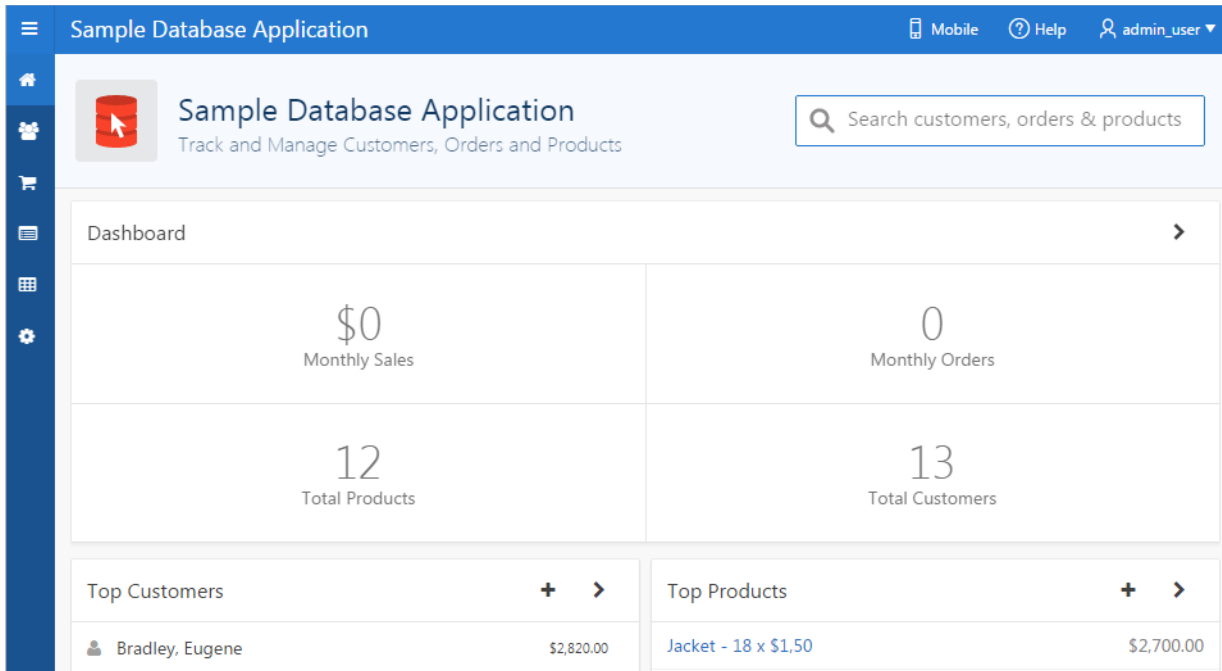 Sample Database Application
Mobile
Help
admin_user
Sample Database Application
Track and Manage Customers, Orders and Products
Search customers, orders & products
Dashboard
$0
Monthly Sales
0
Monthly Orders
12
Total Products
13
Total Customers
Top Customers
Bradley, Eugene
$2,820.00
Top Products
Jacket - 18 x $1,50
$2,700.00